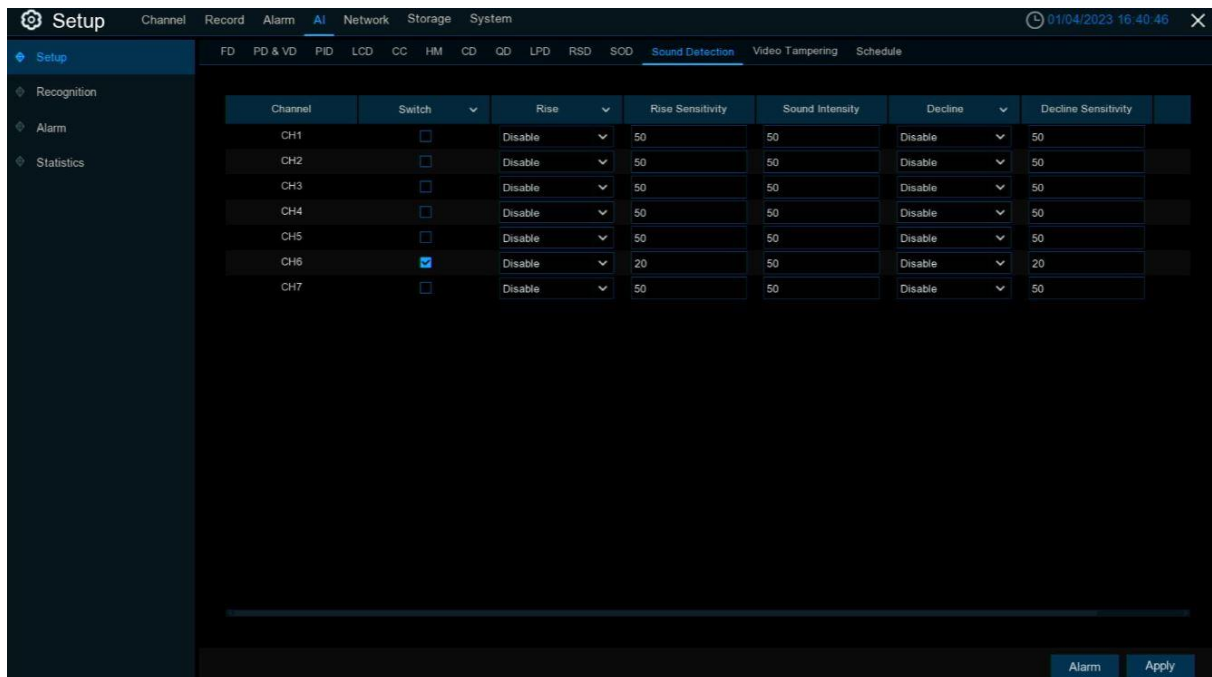 Setup Channel Record Alarm AI Network Storage System 01/04/2023 16:40:46
Setup
Recognition
Alarm
Statistics
FD PD & VD PID LCD CC HM CD QD LPD RSD SOD Sound Detection Video Tampering Schedule
Channel Switch Rise Rise Sensitivity Sound Intensity Decline Decline Sensitivity
CH1 Disable 50 50 Disable 50
CH2 Disable 50 50 Disable 50
CH3 Disable 50 50 Disable 50
CH4 Disable 50 50 Disable 50
CH5 Disable 50 50 Disable 50
CH6 Disable 20 50 Disable 20
CH7 Disable 50 50 Disable 50
Alarm Apply